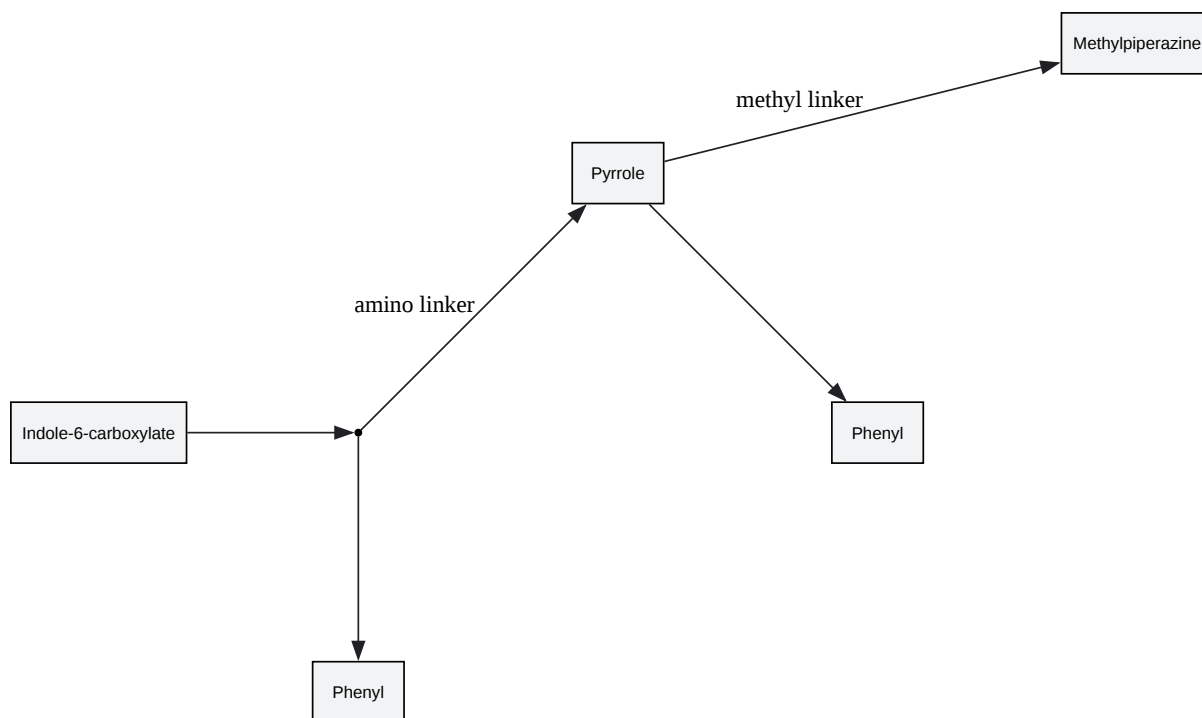 Methylpiperazine
methyl linker
Pyrrole
amino linker
Indole-6-carboxylate
Phenyl
Phenyl